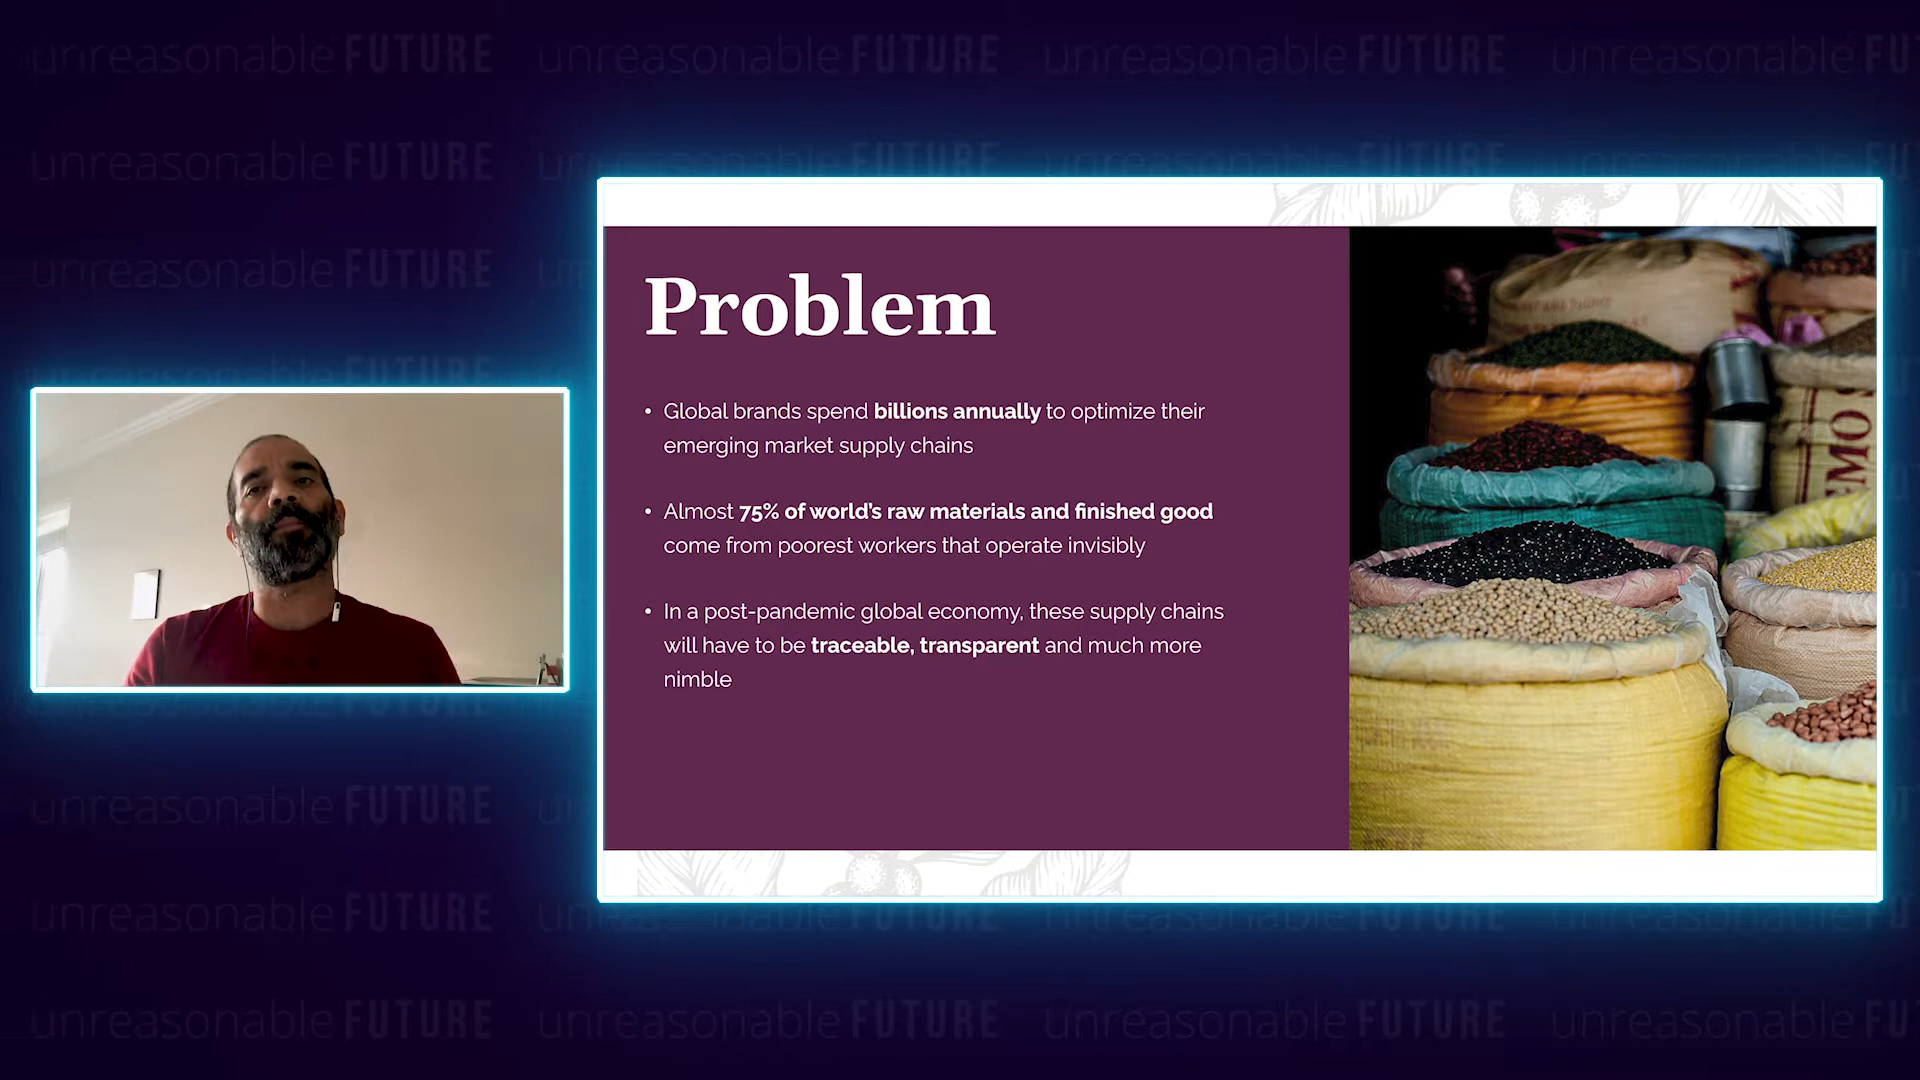 unreasonable FUTURE unreasonable FUTURE unreasonable FUTURE unreasonable FU
unreasonable FUTURE
unreasonable FUTURE
Problem
• Global brands spend billions annually to optimize their
emerging market supply chains
• Almost 75% of world's raw materials and finished good
come from poorest workers that operate invisibly
• In a post-pandemic global economy, these supply chains
will have to be traceable, transparent and much more
nimble
EMO
unreasonable FUTURE
unreasonable FUTURE
unreasonable FUTURE unreasonable FUTURE unreasonable FUTURE unreasonable FU